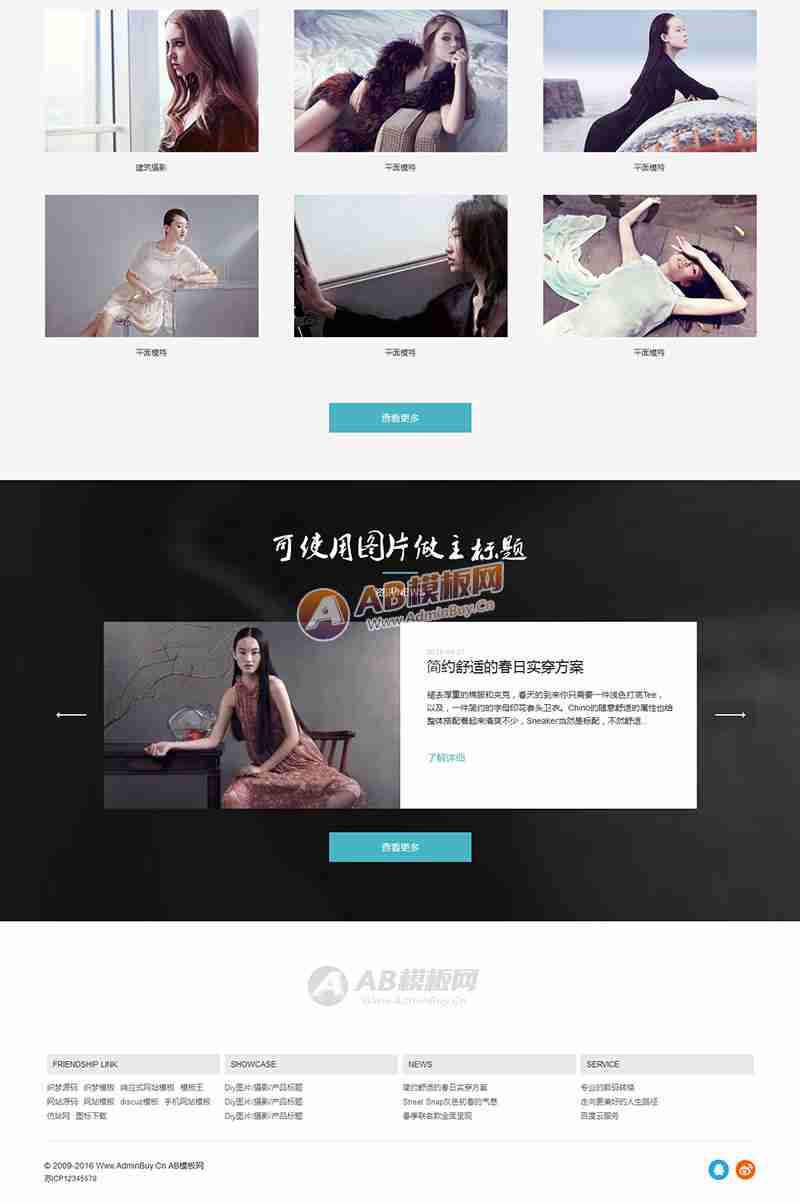 建筑摄影
平面模特
平面模特
平面模特
平面模特
平面模特
查看更多
可使用图片做主标题
资讯/NEWS
AB模板网
Www.AdminBuy.Cn
简约舒适的春日实穿方案
褪去厚重的棉服和夹克，春天的到来你只需要一件浅色打底Tee，
以及，一件简约的字母印花春头卫衣。Chino的随意舒适的属性也给
整体搭配看起来清爽不少，Sneaker当然是标配，不然舒适...
了解详细
查看更多
AB模板网
Www.AdminBuy.Cn
FRIENDSHIP LINK
织梦源码 织梦模板 响应式网站模板 模板王
网站源码 网站模板 discuz模板 手机网站模板
仿站网 图标下载
SHOWCASE
Diy图片/摄影/产品标题
Diy图片/摄影/产品标题
Diy图片/摄影/产品标题
NEWS
简约舒适的春日实穿方案
Street Snap灰色初春的气息
春季联名款全面呈现
SERVICE
专业的数码转换
走向更美好的人生路径
百度云服务
© 2009-2016 Www.AdminBuy.Cn AB模板网
苏ICP12345678